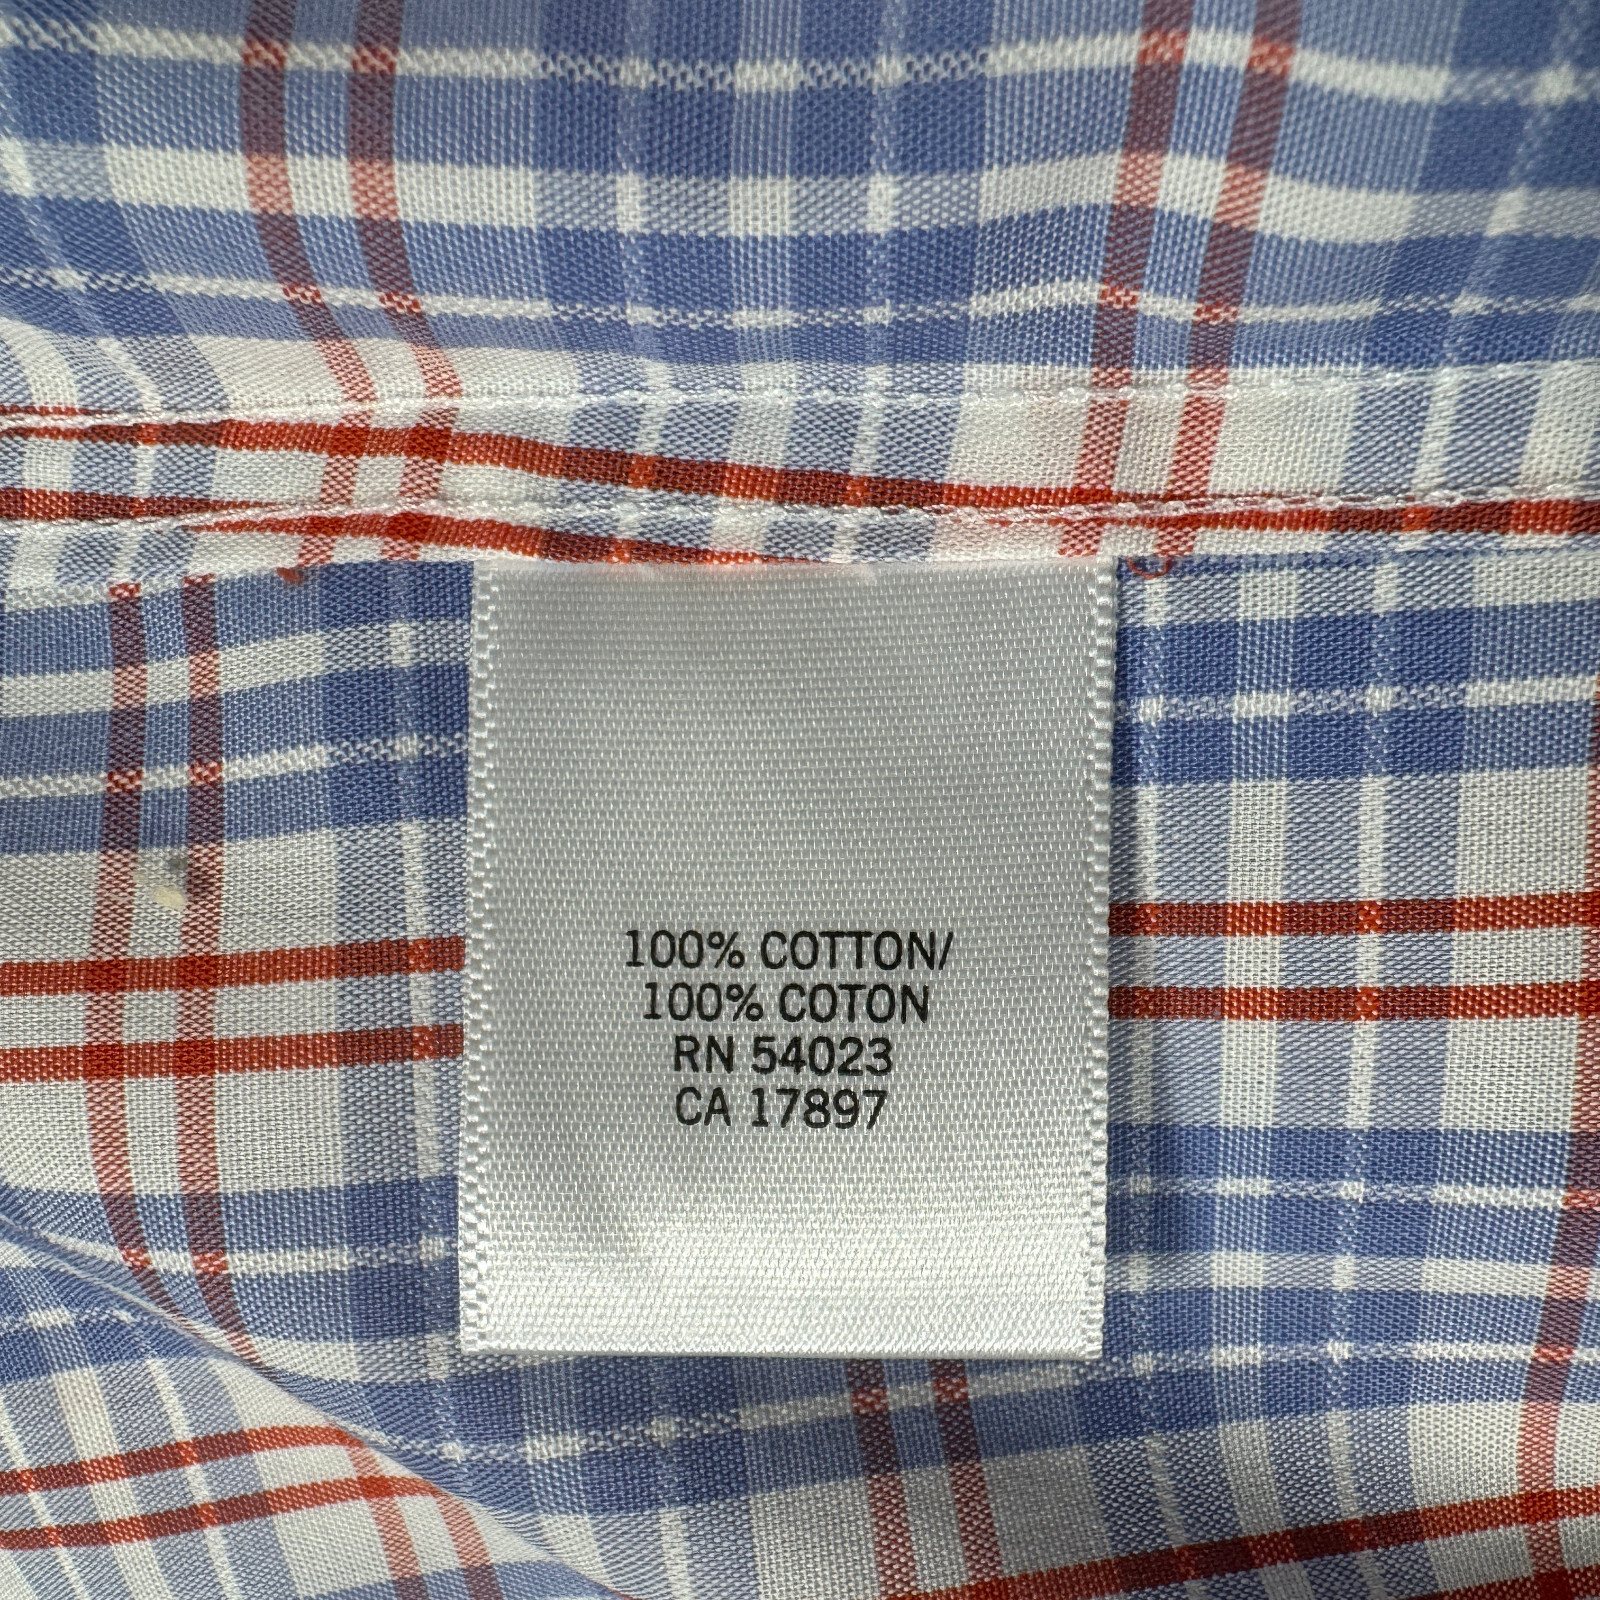 100% COTTON/
100% COTON
RN 54023
CA 17897